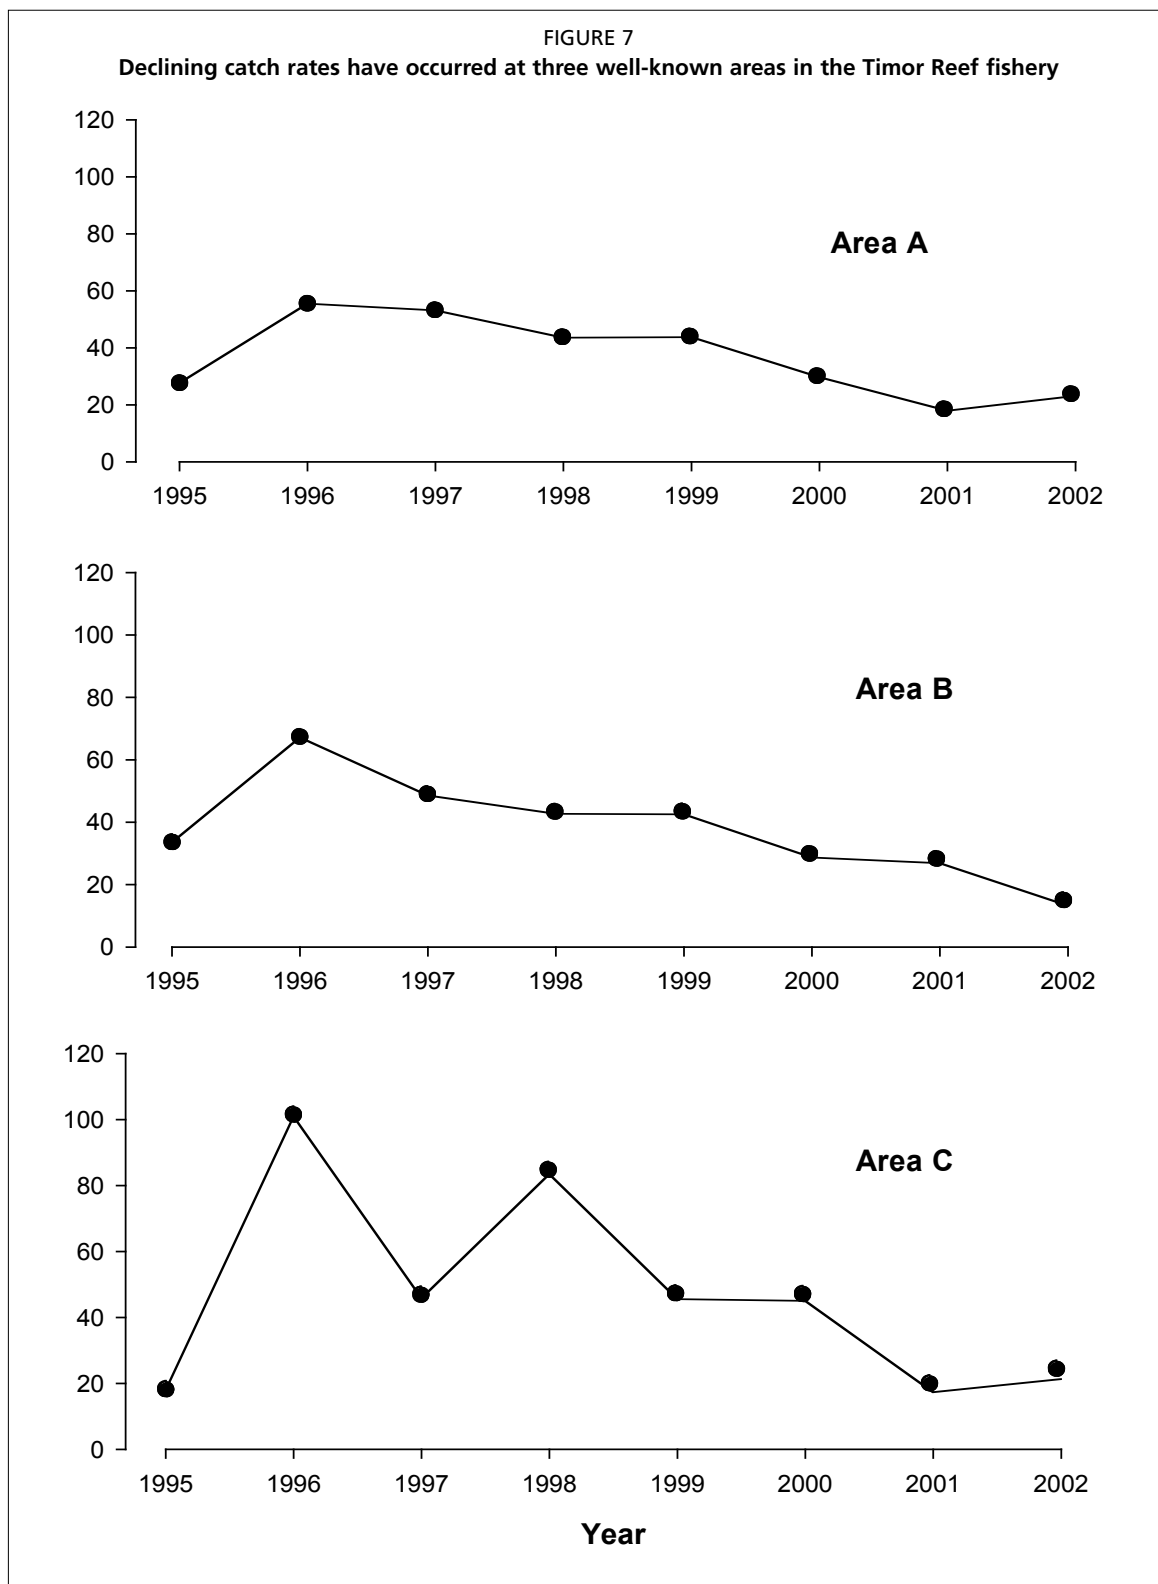 FIGURE 7
Declining catch rates have occurred at three well-known areas in the Timor Reef fishery
120
100
80
60
40
20
0
Area A
1995 1996 1997 1998 1999 2000 2001 2002
120
100
80
60
40
20
0
Area B
1995 1996 1997 1998 1999 2000 2001 2002
120
100
80
60
40
20
0
Area C
1995 1996 1997 1998 1999 2000 2001 2002
Year